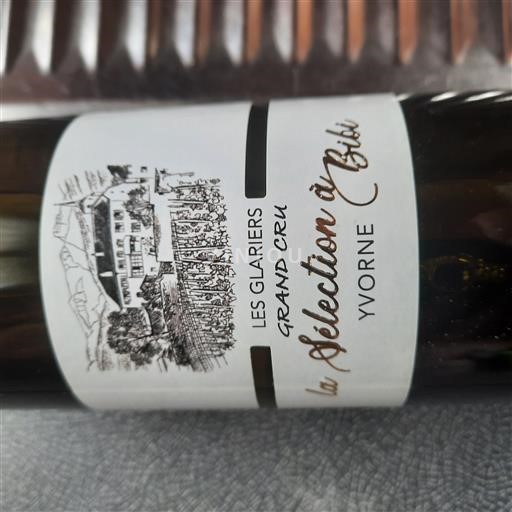 LES GLARIERS
GRAND CRU
la Sélection à Bibi
YVORNE